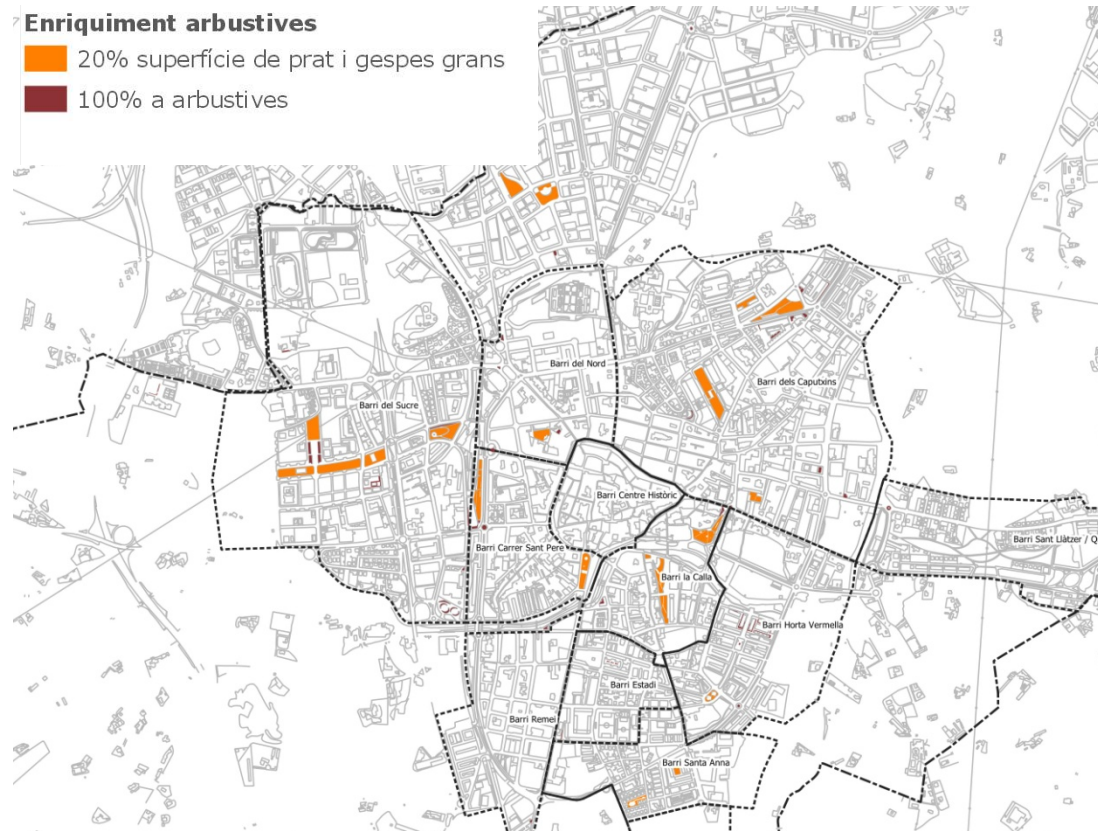 Enriquiment arbustives
20% superfície de prat i gespes grans
100% a arbustives
Barri del Nord
Barri dels Caputxins
Barri del Sucre
Barri Centre Històric
Barri Sant Llàtzer / Q
Barri Carrer Sant Pere
Barri la Calla
Barri Horta Vermella
Barri Estadi
Barri Remei
Barri Santa Anna